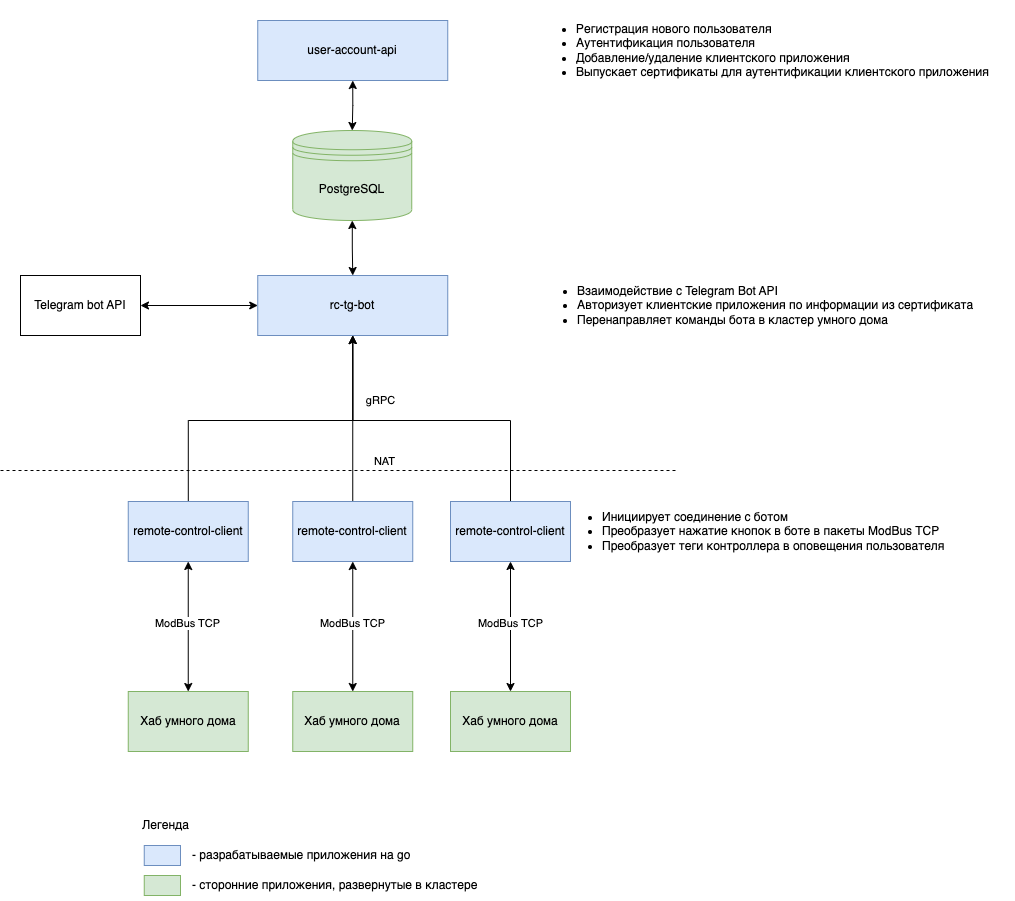 user-account-api
• Регистрация нового пользователя
• Аутентификация пользователя
• Добавление/удаление клиентского приложения
• Выпускает сертификаты для аутентификации клиентского приложения
PostgreSQL
Telegram bot API
rc-tg-bot
• Взаимодействие с Telegram Bot API
• Авторизует клиентские приложения по информации из сертификата
• Перенаправляет команды бота в кластер умного дома
gRPC
NAT
remote-control-client
remote-control-client
remote-control-client
• Инициирует соединение с ботом
• Преобразует нажатие кнопок в боте в пакеты ModBus TCP
• Преобразует теги контроллера в оповещения пользователя
ModBus TCP
ModBus TCP
ModBus TCP
Хаб умного дома
Хаб умного дома
Хаб умного дома
Легенда
- разрабатываемые приложения на go
- сторонние приложения, развернутые в кластере